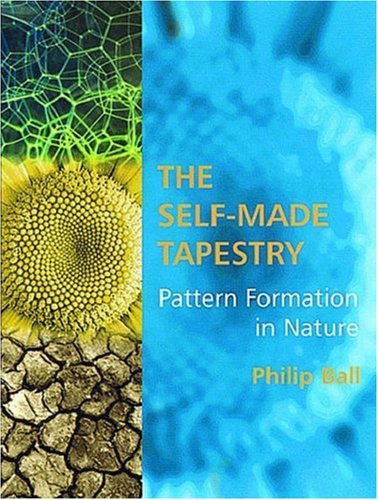 THE
SELF-MADE
TAPESTRY
Pattern Formation
in Nature
Philip Ball